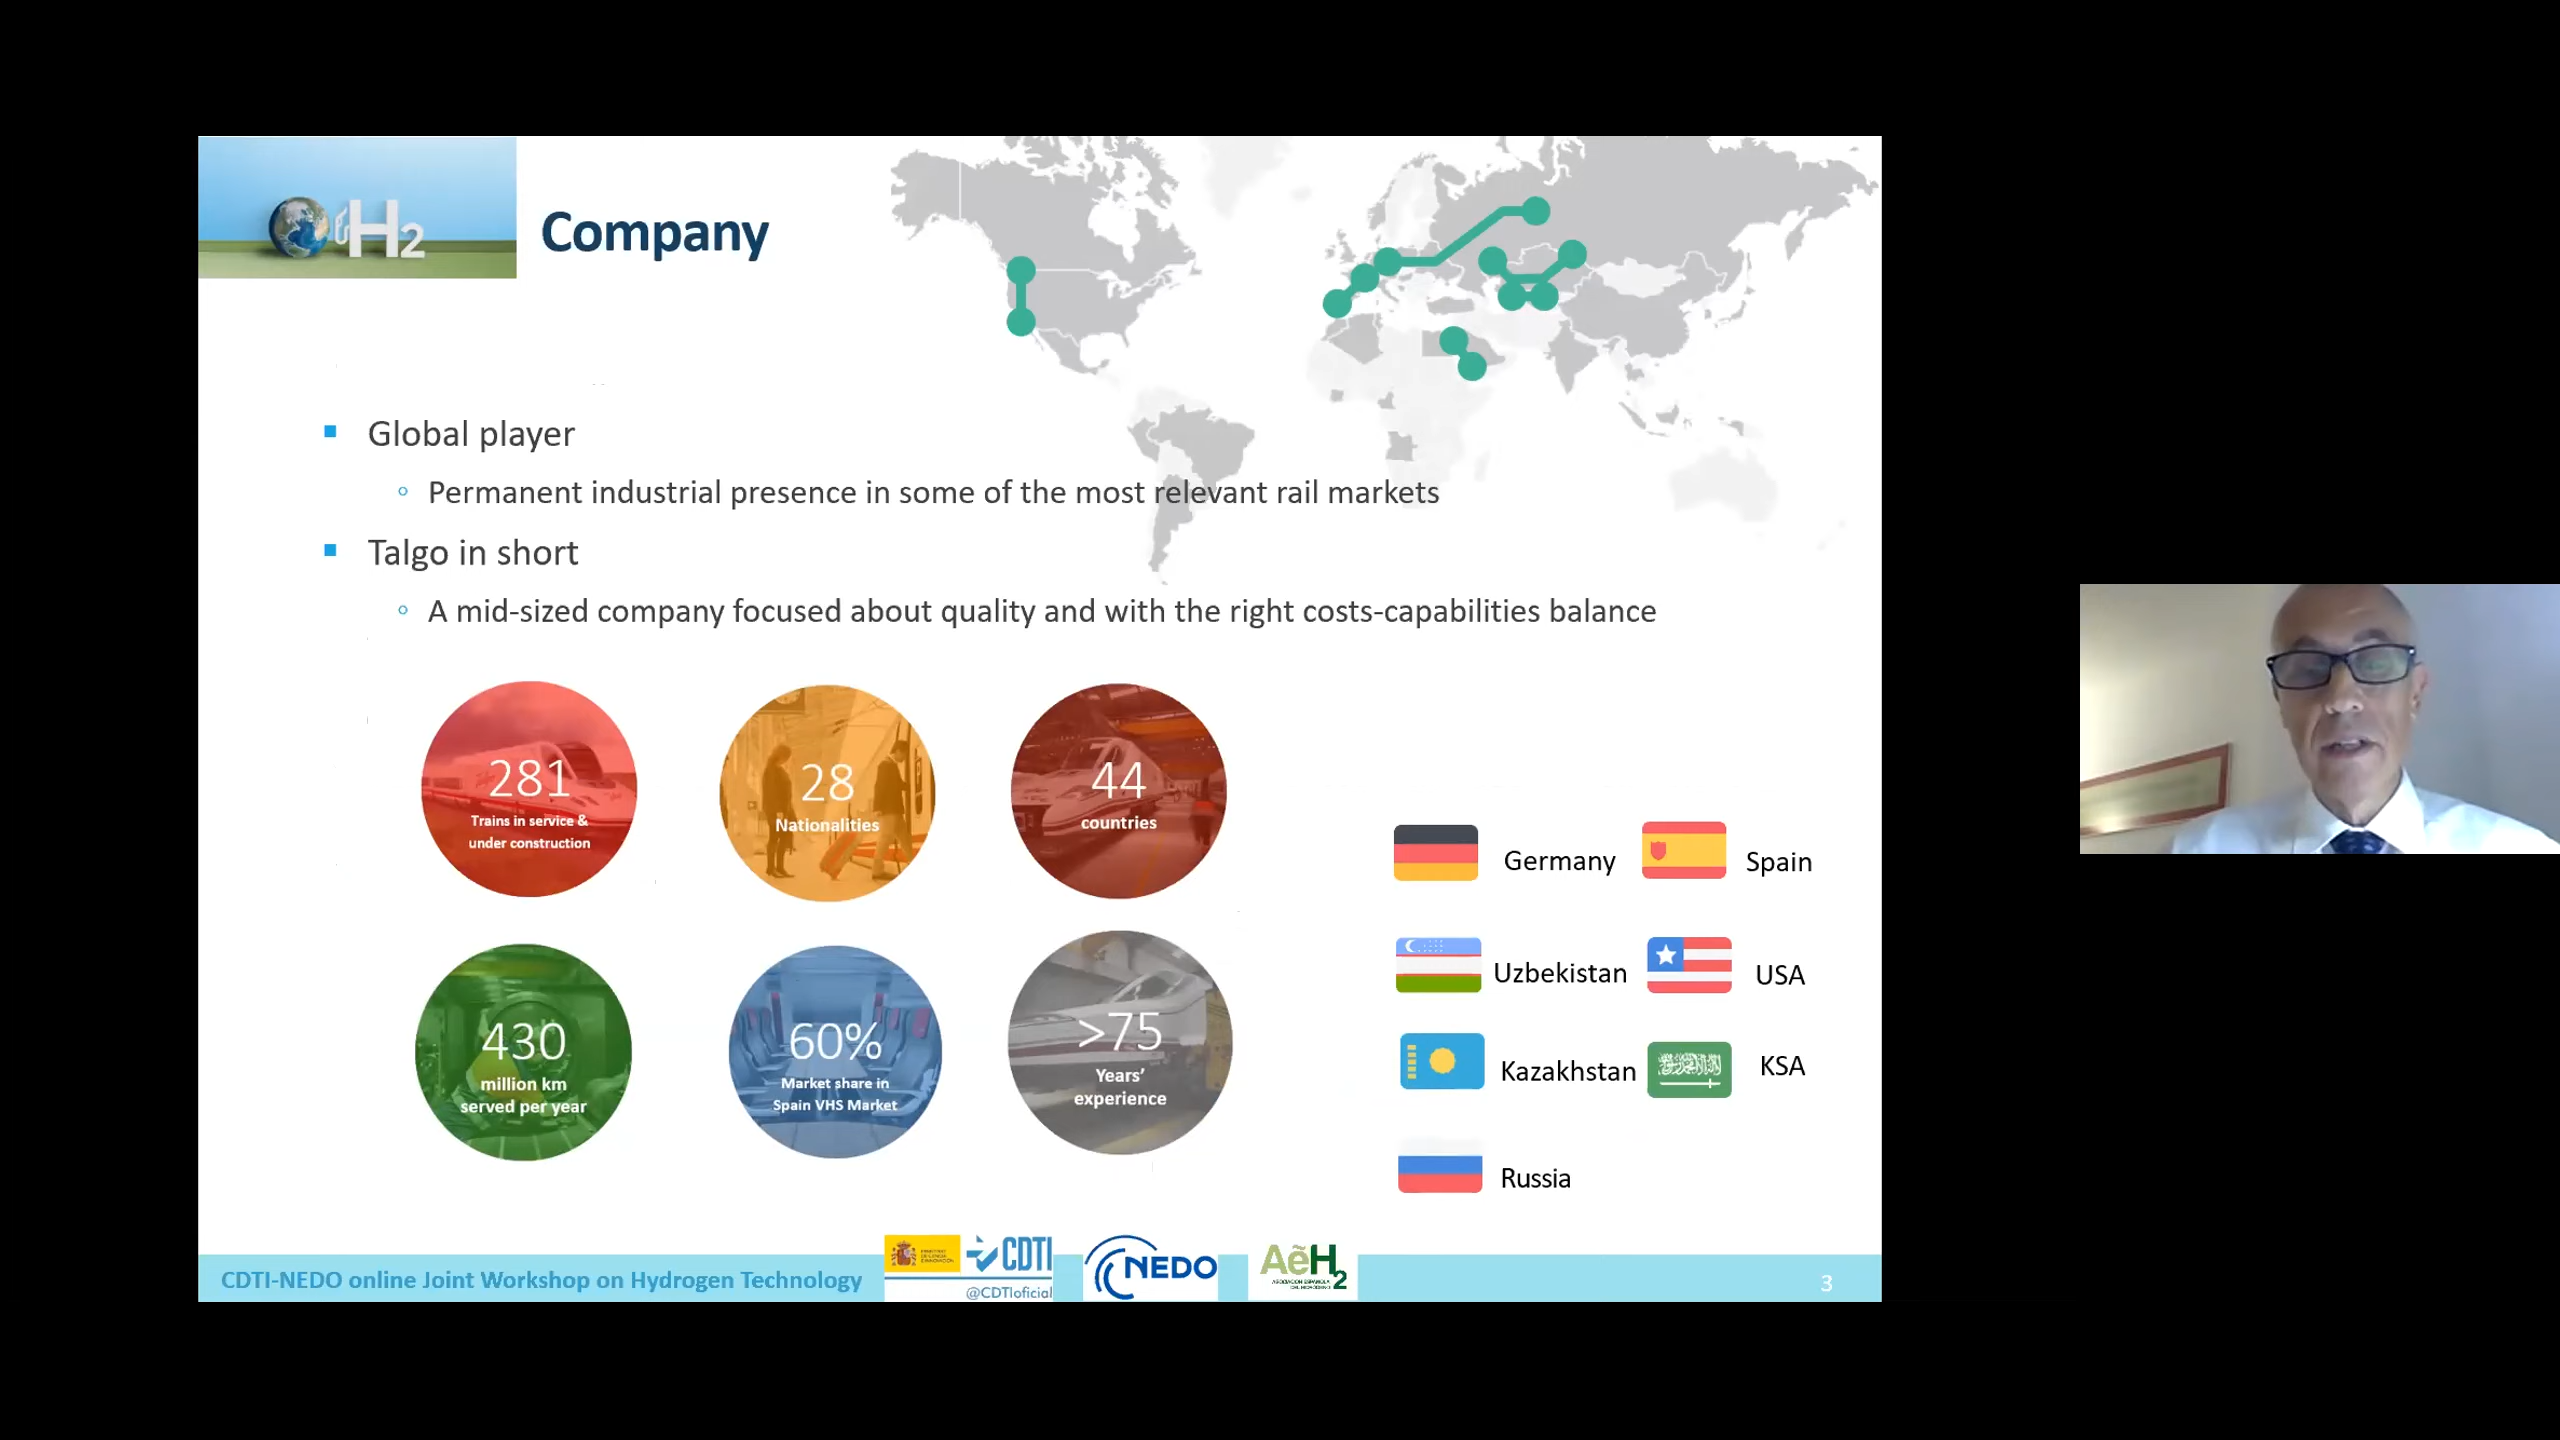 H2
Company
Global player
Permanent industrial presence in some of the most relevant rail markets
Talgo in short
A mid-sized company focused about quality and with the right costs-capabilities balance
281
Trains in service &
under construction
28
Nationalities
44
countries
430
million km
served per year
60%
Market share in
Spain VHS Market
>75
Years’
experience
Germany
Spain
Uzbekistan
USA
Kazakhstan
KSA
Russia
CDTI-NEDO online Joint Workshop on Hydrogen Technology
CDTI
@CDTIoficial
NEDO
AeH2
3